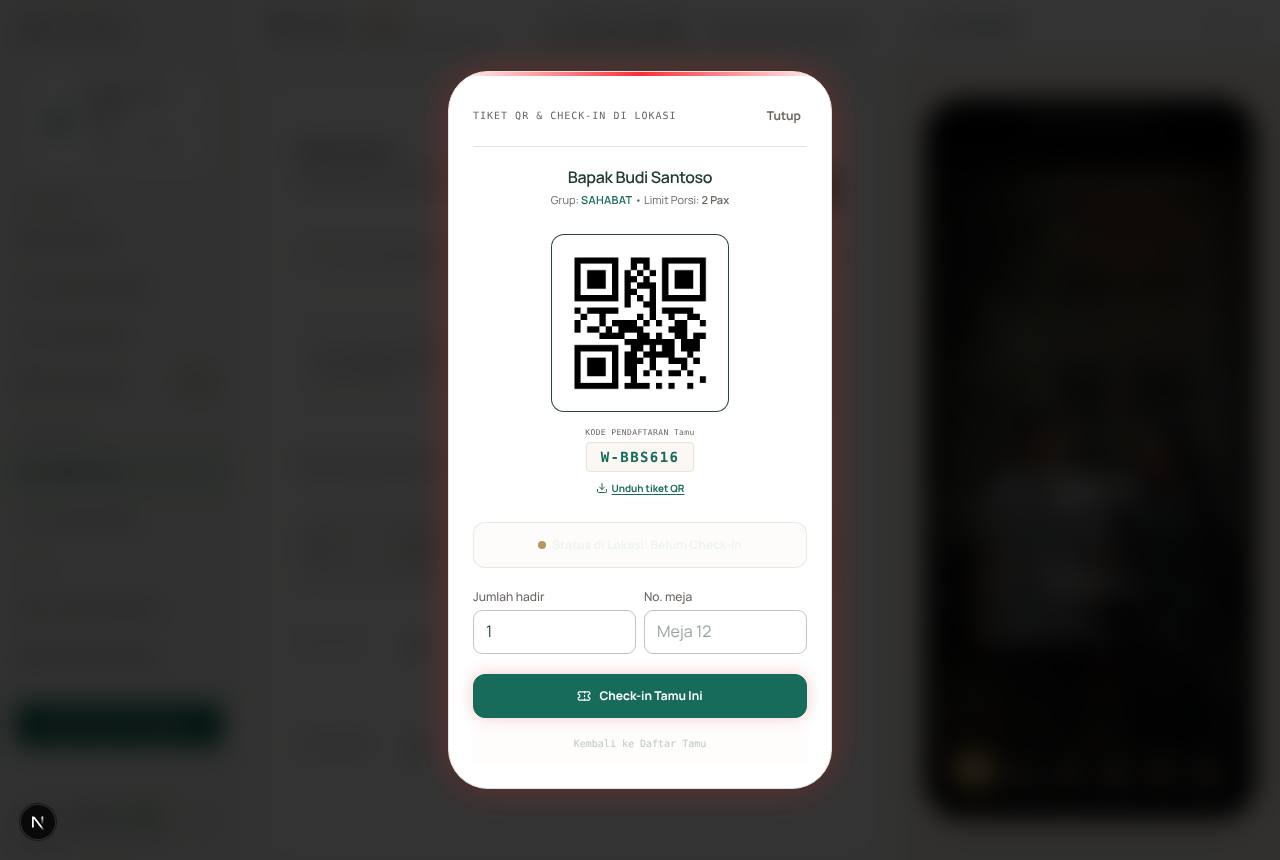 TIKET QR & CHECK-IN DI LOKASI
Tutup
Bapak Budi Santoso
Grup: SAHABAT • Limit Porsi: 2 Pax
KODE PENDAFTARAN Tamu
W-BBS616
Unduh tiket QR
Status di Lokasi: Belum Check-in
Jumlah hadir
No. meja
1
Meja 12
Check-in Tamu Ini
Kembali ke Daftar Tamu
N